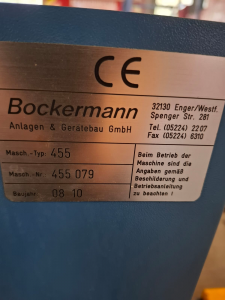 CE
Bockermann
Anlagen & Gerätebau GmbH
32130 Enger/Westf.
Spenger Str. 281
Tel. (05224) 2207
Fax (05224) 6310
Masch.-Typ. 455
Masch.-Nr. 455 079
Baujahr. 08-10
Beim Betrieb der
Maschine sind die
Angaben gemäß
Beschilderung und
Betriebsanleitung
zu beachten !